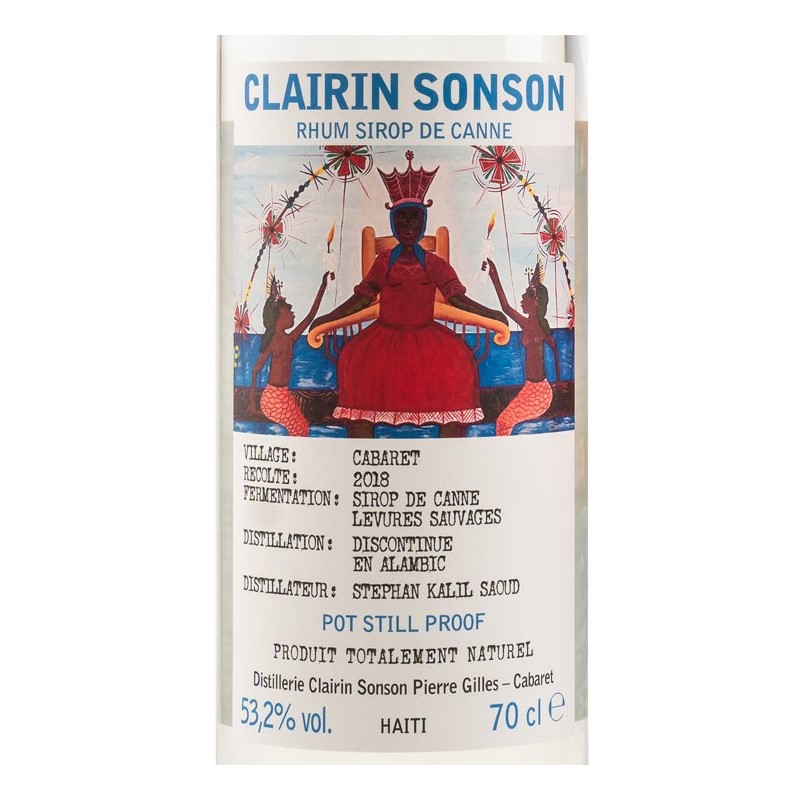 CLAIRIN SONSON
RHUM SIROP DE CANNE
VILLAGE: CABARET
RECOLTE: 2018
FERMENTATION: SIROP DE CANNE
LEVURES SAUVAGES
DISTILLATION: DISCONTINUE
EN ALAMBIC
DISTILLATEUR: STEPHAN KALIL SAOUD
POT STILL PROOF
PRODUIT TOTALEMENT NATUREL
Distillerie Clairin Sonson Pierre Gilles – Cabaret
53,2% vol. HAITI 70 cl e